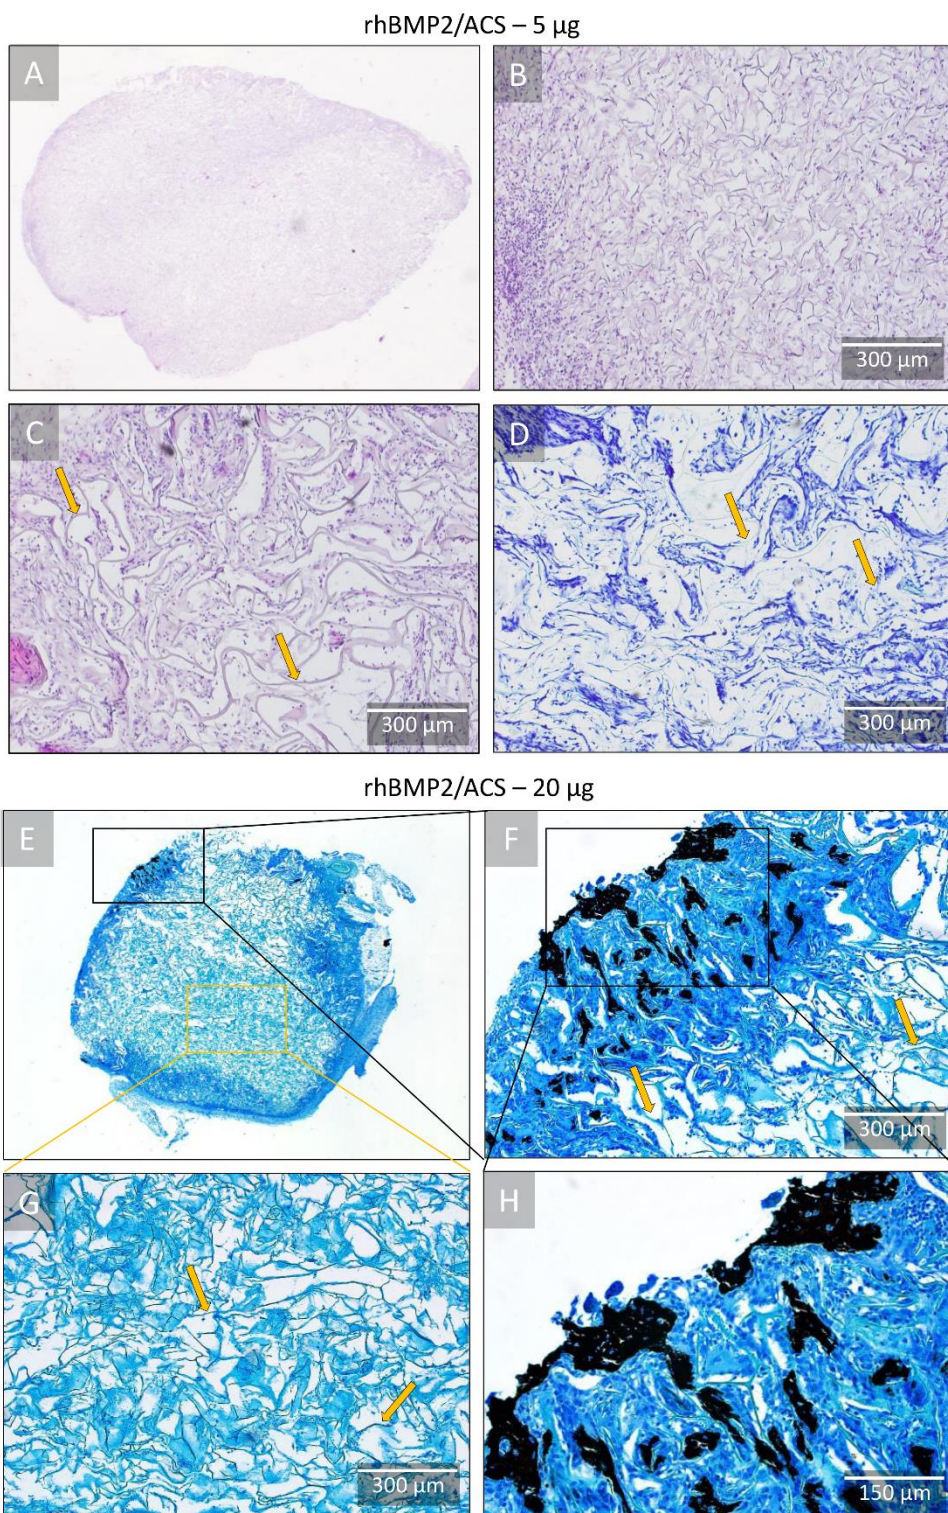 rhBMP2/ACS – 5 µg
A
B
300 µm
C
300 µm
D
300 µm
rhBMP2/ACS – 20 µg
E
F
300 µm
G
300 µm
H
150 µm